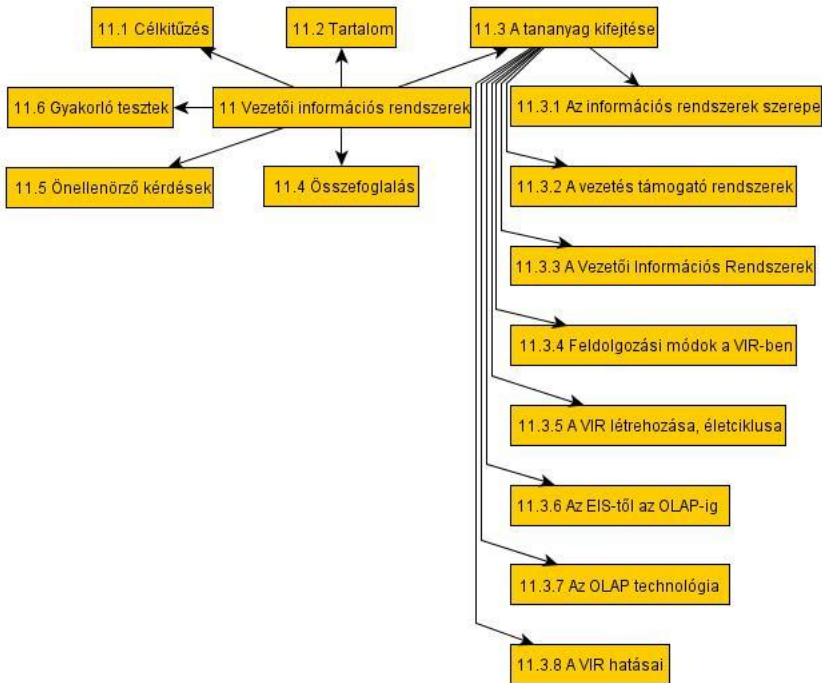 11.1 Célkitűzés
11.2 Tartalom
11.3 A tananyag kifejtése
11.6 Gyakorló tesztek
11 Vezetői információs rendszerek
11.3.1 Az információs rendszerek szerepe
11.5 Önellenörző kérdések
11.4 Összefoglalás
11.3.2 A vezetés támogató rendszerek
11.3.3 A Vezetői Információs Rendszerek
11.3.4 Feldolgozási módok a VIR-ben
11.3.5 A VIR létrehozása, életciklusa
11.3.6 Az EIS-től az OLAP-ig
11.3.7 Az OLAP technológia
11.3.8 A VIR hatásai